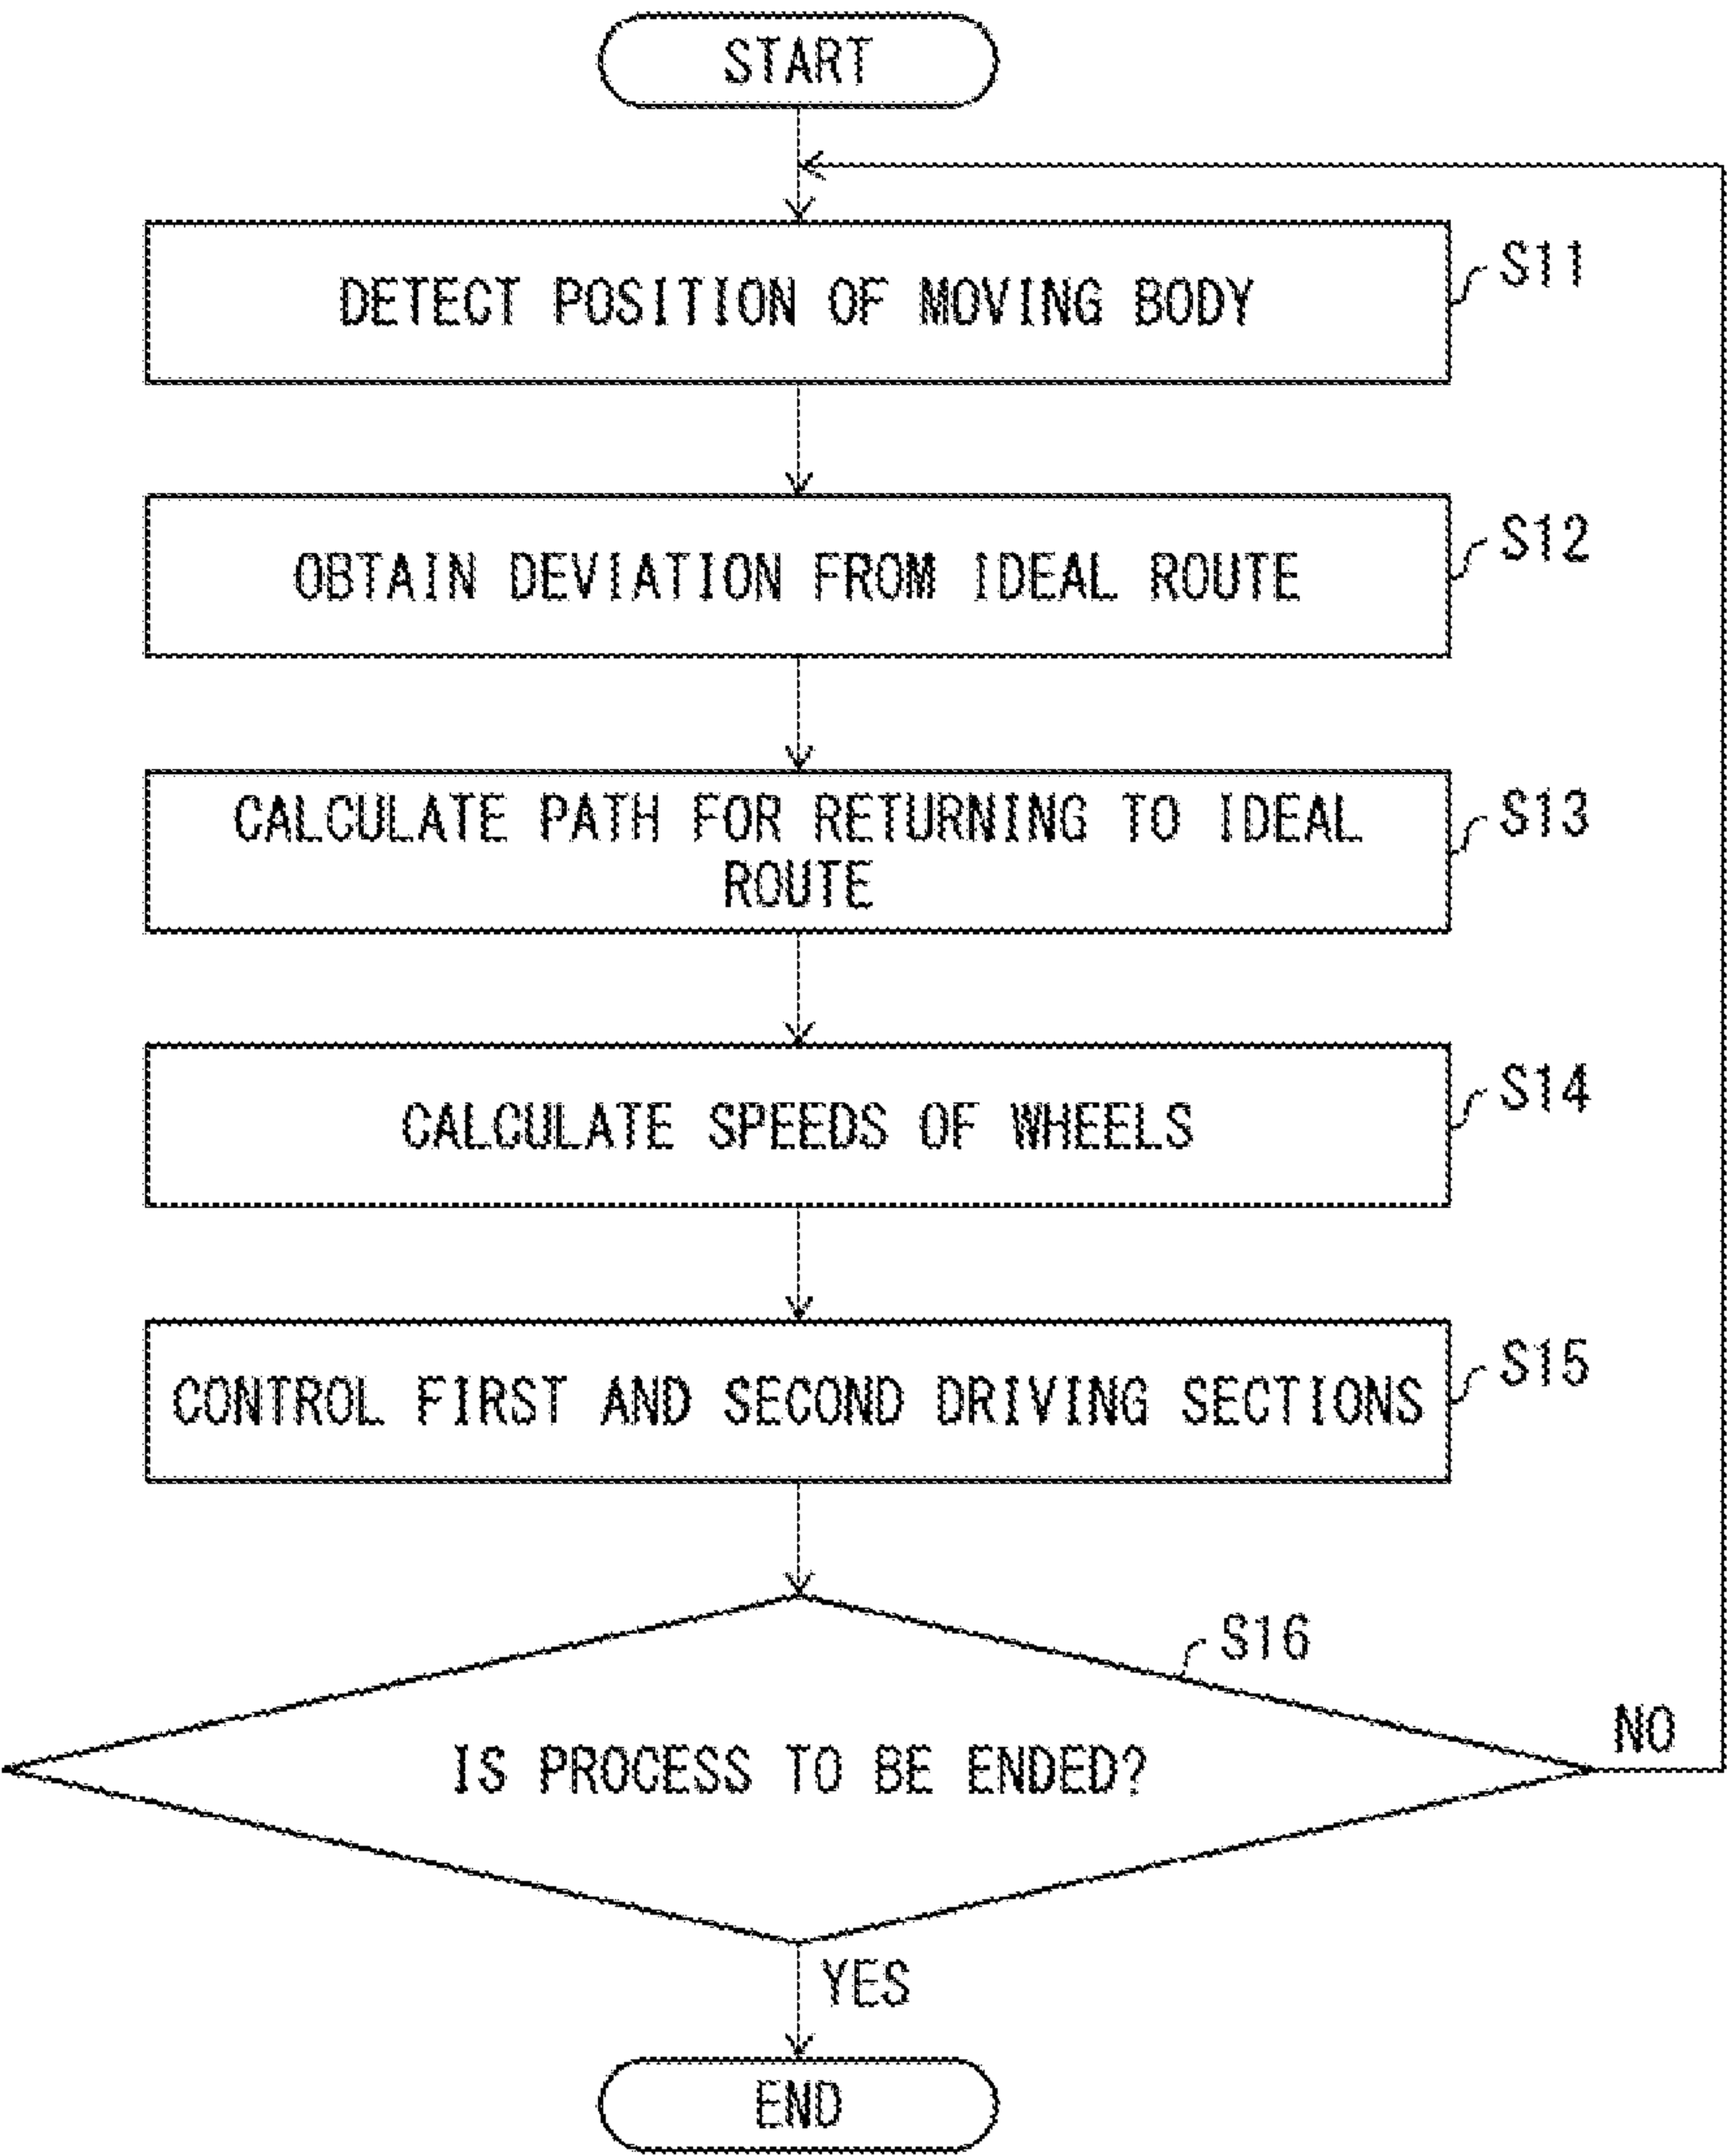 START
DETECT POSITION OF MOVING BODY
S11
OBTAIN DEVIATION FROM IDEAL ROUTE
S12
CALCULATE PATH FOR RETURNING TO IDEAL
ROUTE
S13
CALCULATE SPEEDS OF WHEELS
S14
CONTROL FIRST AND SECOND DRIVING SECTIONS
S15
S16
IS PROCESS TO BE ENDED?
NO
YES
END